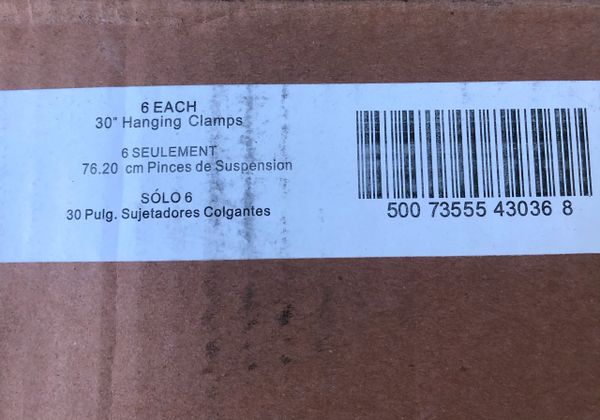 6 EACH
30" Hanging Clamps
6 SEULEMENT
76.20 cm Pinces de Suspension
SÓLO 6
30 Pulg. Sujetadores Colgantes
500 73555 43036 8